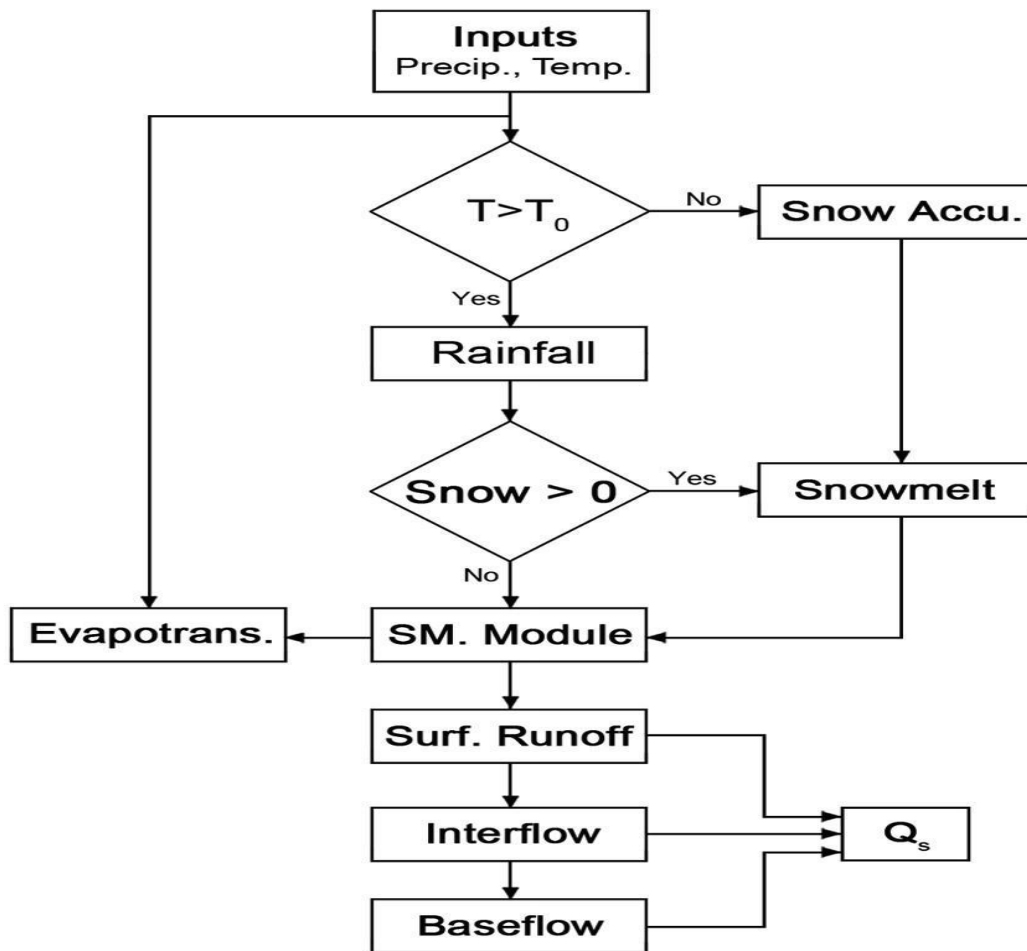 Inputs
Precip., Temp.
T>T₀
No
Snow Accu.
Yes
Rainfall
Snow > 0
Yes
Snowmelt
No
Evapotrans.
SM. Module
Surf. Runoff
Interflow
Qₛ
Baseflow